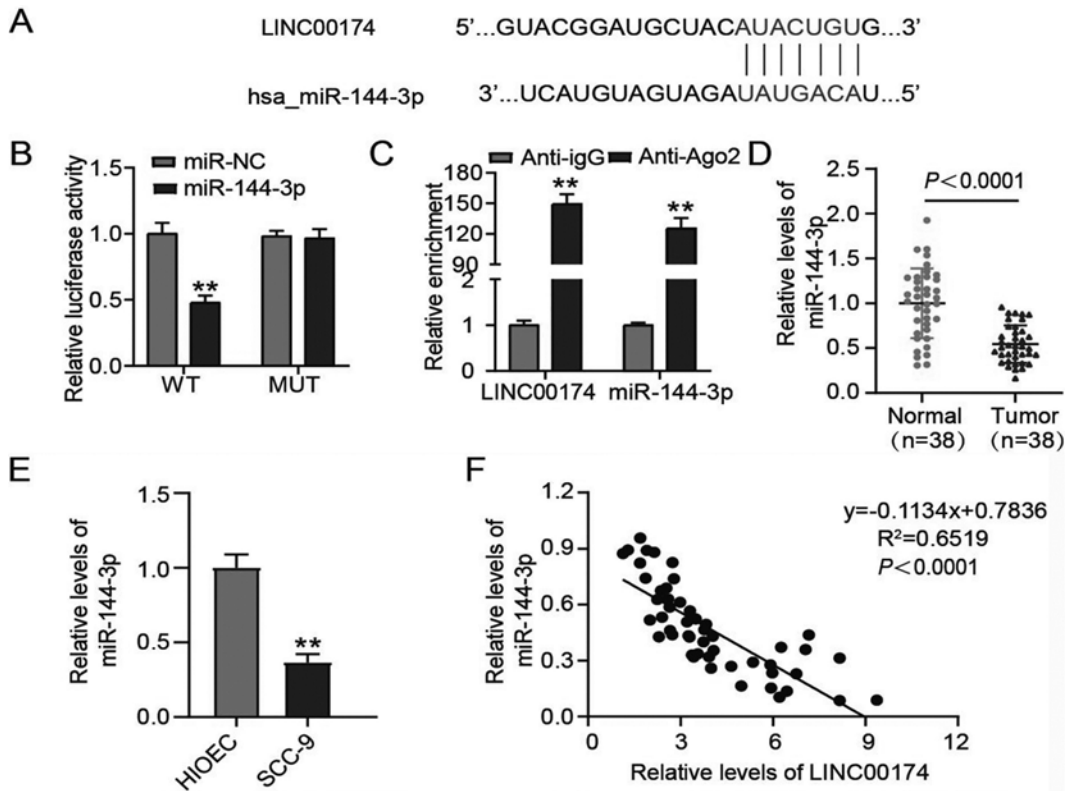 A
LINC00174 5’...GUACGGAUGCUACAUACUGUG...3’
hsa_miR-144-3p 3’...UCAUGUAGUAGAUAUGACAU...5’
B
miR-NC
miR-144-3p
Relative luciferase activity
1.5
1.0
0.5
0.0
**
WT MUT
C
Anti-igG Anti-Ago2
Relative enrichment
180
150
120
90
2
1
0
** **
LINC00174 miR-144-3p
D
Relative levels of
miR-144-3p
2.5
2.0
1.5
1.0
0.5
0.0
P<0.0001
Normal Tumor
(n=38) (n=38)
E
Relative levels of
miR-144-3p
1.5
1.0
0.5
0.0
**
HIOEC SCC-9
F
Relative levels of
miR-144-3p
1.2
0.9
0.6
0.3
0.0
y=-0.1134x+0.7836
R²=0.6519
P<0.0001
0 3 6 9 12
Relative levels of LINC00174